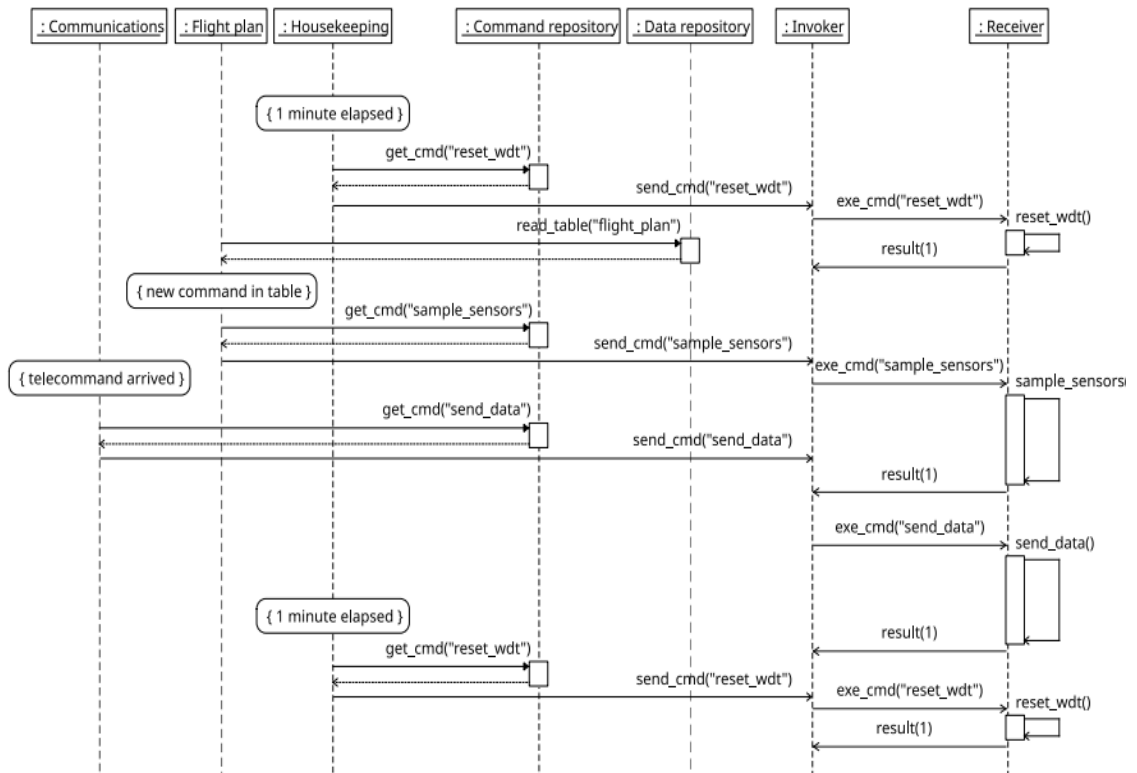 : Communications
: Flight plan
: Housekeeping
: Command repository
: Data repository
: Invoker
: Receiver
{ 1 minute elapsed }
get_cmd("reset_wdt")
send_cmd("reset_wdt")
exe_cmd("reset_wdt")
reset_wdt()
read_table("flight_plan")
result(1)
{ new command in table }
get_cmd("sample_sensors")
send_cmd("sample_sensors")
{ telecommand arrived }
exe_cmd("sample_sensors")
sample_sensors(
get_cmd("send_data")
send_cmd("send_data")
result(1)
exe_cmd("send_data")
send_data()
{ 1 minute elapsed }
result(1)
get_cmd("reset_wdt")
send_cmd("reset_wdt")
exe_cmd("reset_wdt")
reset_wdt()
result(1)